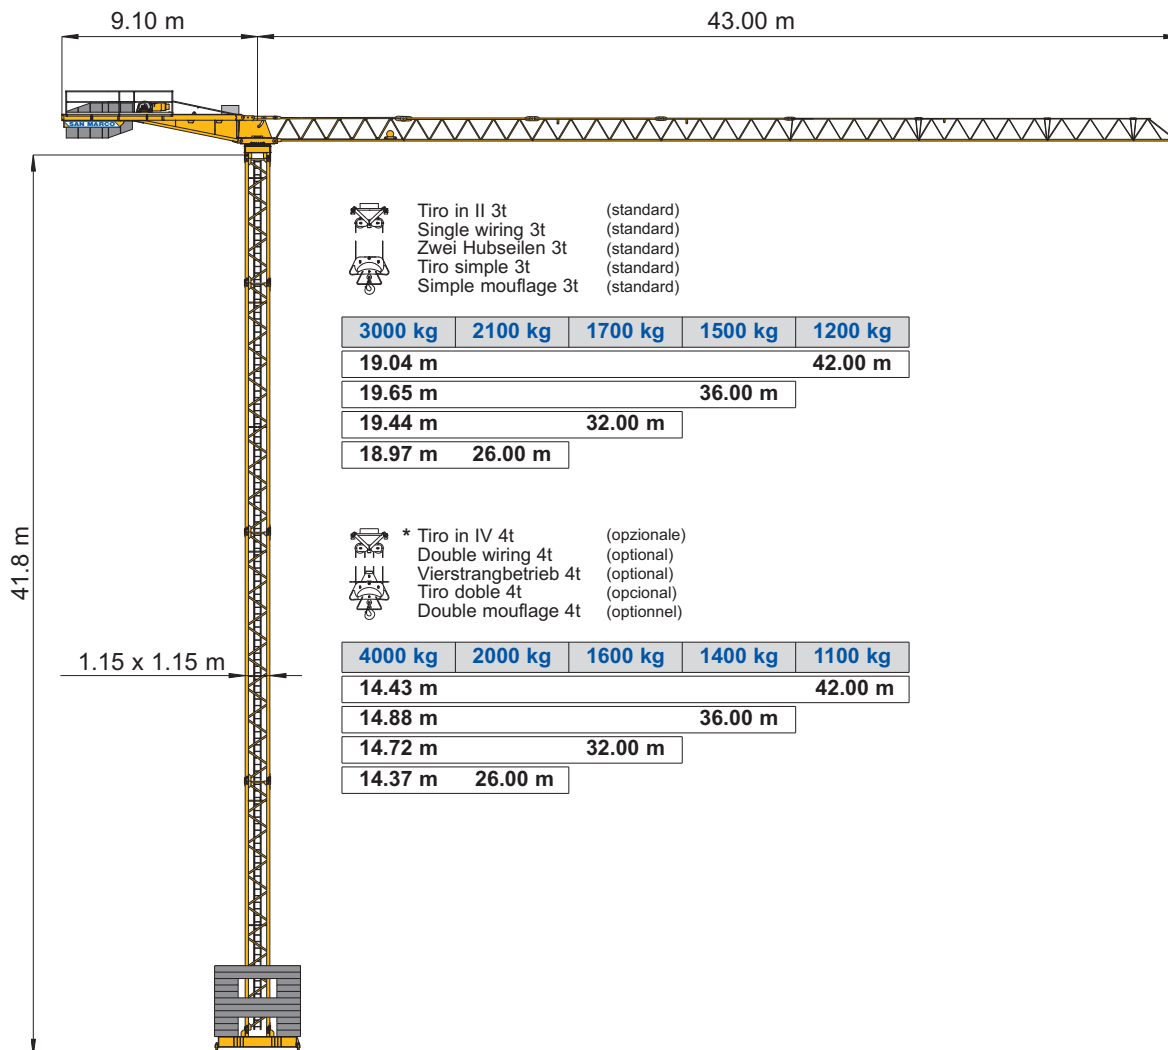 9.10 m
43.00 m
SAN MARCO
Tiro in II 3t (standard)
Single wiring 3t (standard)
Zwei Hubseilen 3t (standard)
Tiro simple 3t (standard)
Simple mouflage 3t (standard)
3000 kg 2100 kg 1700 kg 1500 kg 1200 kg
19.04 m 42.00 m
19.65 m 36.00 m
19.44 m 32.00 m
18.97 m 26.00 m
41.8 m
* Tiro in IV 4t (opzionale)
Double wiring 4t (optional)
Vierstrangbetrieb 4t (optional)
Tiro doble 4t (opcional)
Double mouflage 4t (optionnel)
1.15 x 1.15 m
4000 kg 2000 kg 1600 kg 1400 kg 1100 kg
14.43 m 42.00 m
14.88 m 36.00 m
14.72 m 32.00 m
14.37 m 26.00 m